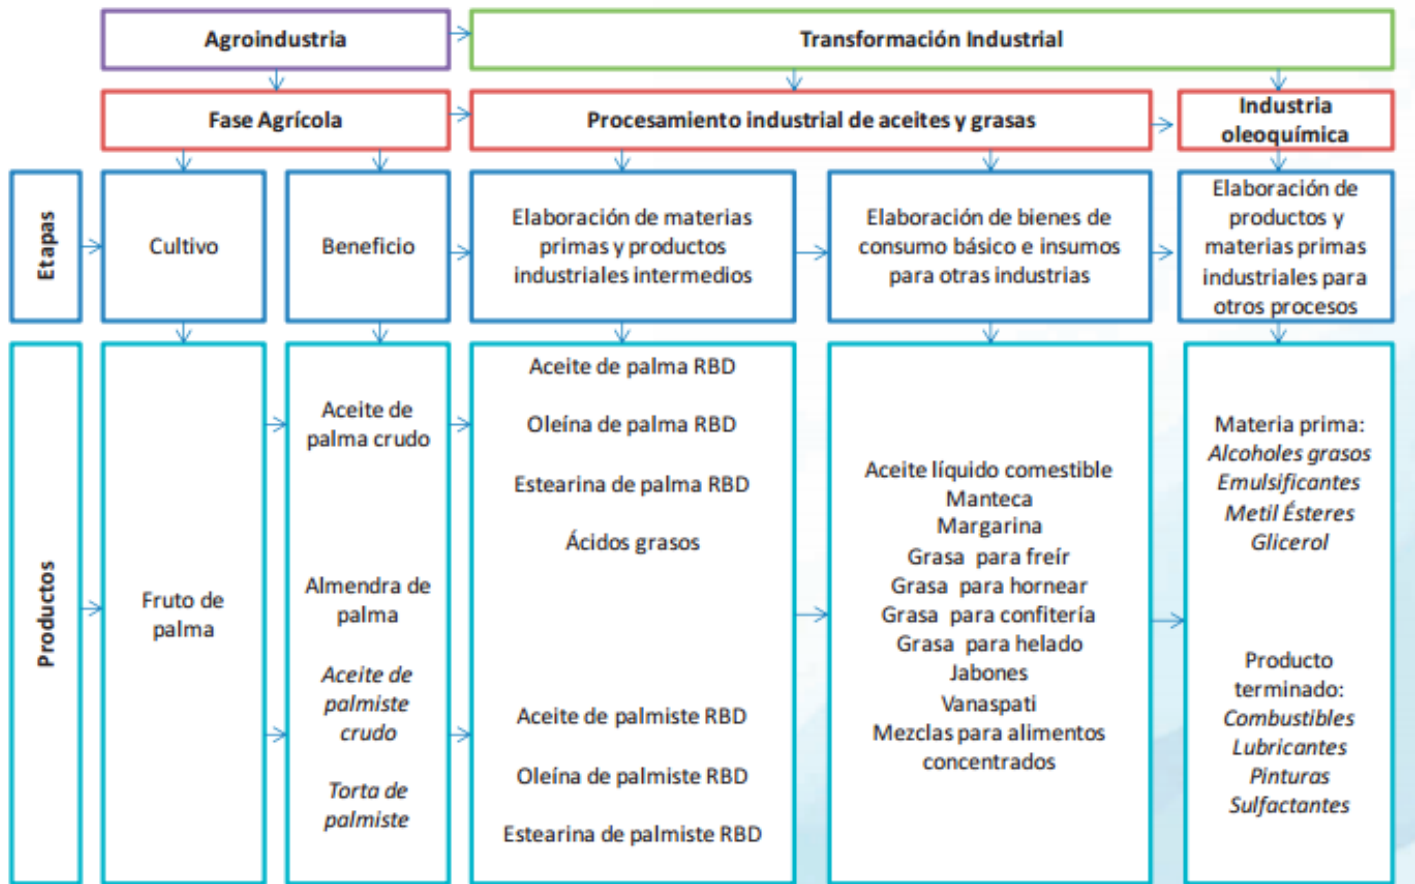 Agroindustria
Transformación Industrial
Fase Agrícola
Procesamiento industrial de aceites y grasas
Industria
oleoquímica
Etapas
Cultivo
Beneficio
Elaboración de materias
primas y productos
industriales intermedios
Elaboración de bienes de
consumo básico e insumos
para otras industrias
Elaboración de
productos y
materias primas
industriales para
otros procesos
Productos
Fruto de
palma
Aceite de
palma crudo
Almendra de
palma
Aceite de
palmiste
crudo
Torta de
palmiste
Aceite de palma RBD
Oleína de palma RBD
Estearina de palma RBD
Ácidos grasos
Aceite de palmiste RBD
Oleína de palmiste RBD
Estearina de palmiste RBD
Aceite líquido comestible
Manteca
Margarina
Grasa para freír
Grasa para hornear
Grasa para confitería
Grasa para helado
Jabones
Vanaspati
Mezclas para alimentos
concentrados
Materia prima:
Alcoholes grasos
Emulsificantes
Metil Ésteres
Glicerol
Producto
terminado:
Combustibles
Lubricantes
Pinturas
Sulfactantes